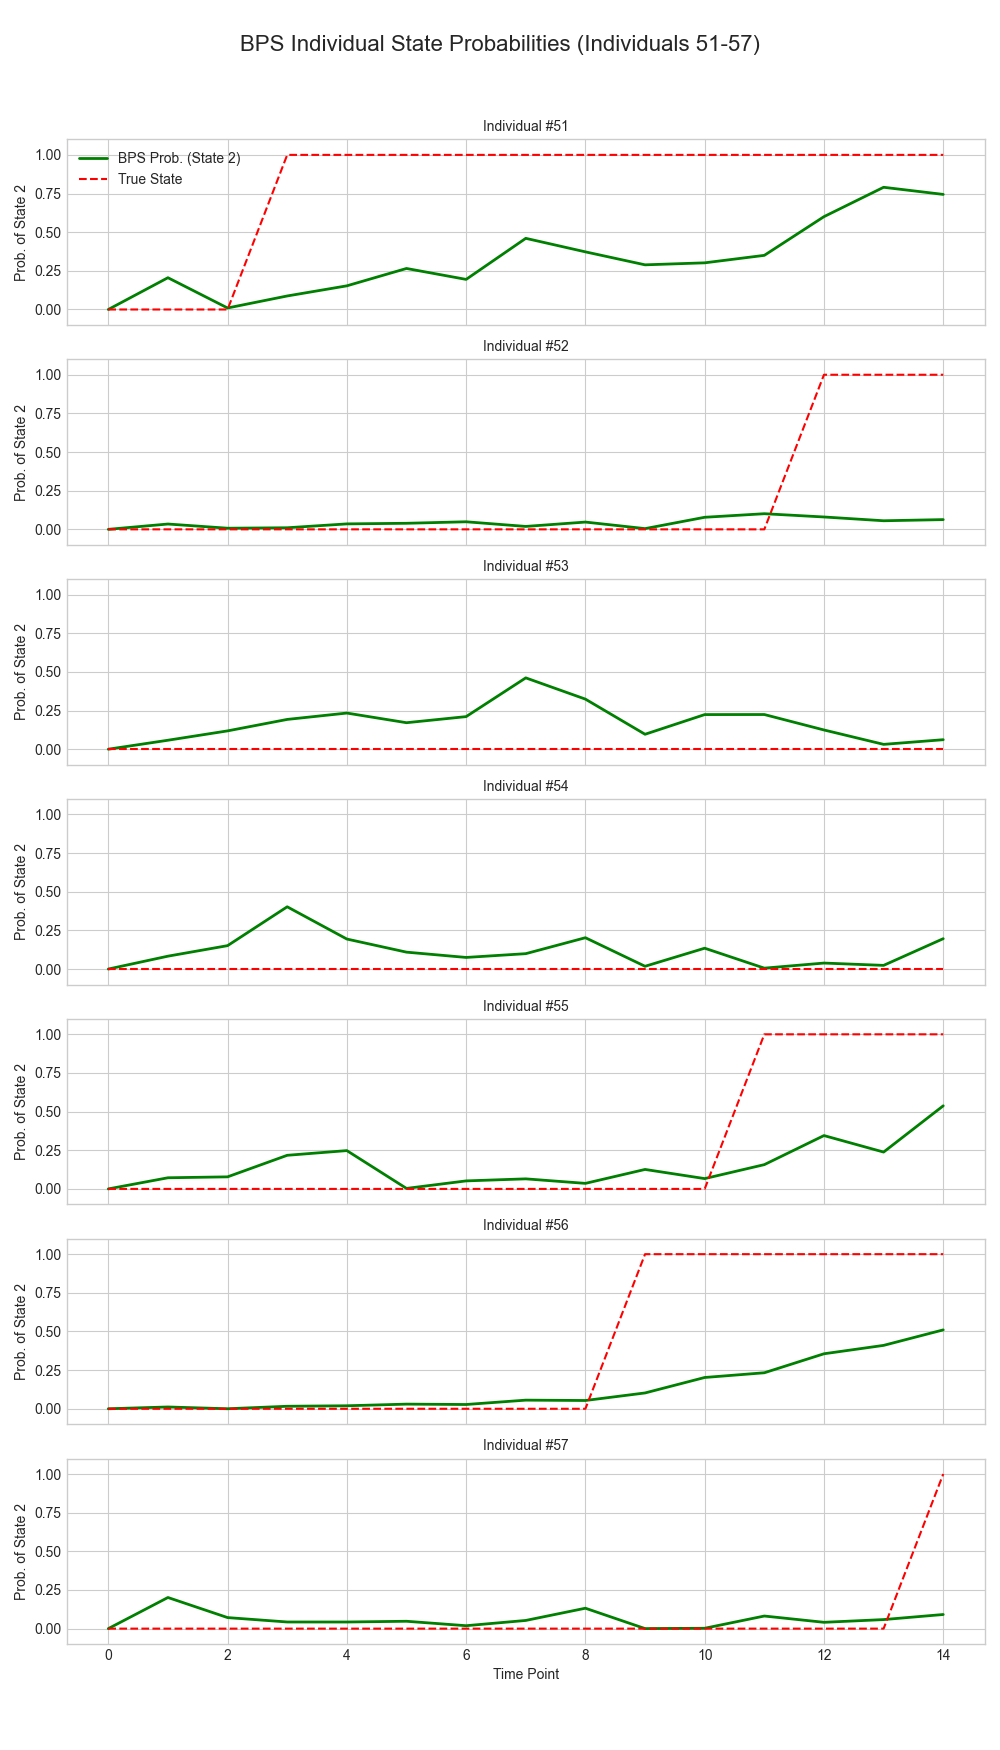 BPS Individual State Probabilities (Individuals 51-57)
Individual #51
Prob. of State 2
1.00
0.75
0.50
0.25
0.00
BPS Prob. (State 2)
True State
Individual #52
Prob. of State 2
1.00
0.75
0.50
0.25
0.00
Individual #53
Prob. of State 2
1.00
0.75
0.50
0.25
0.00
Individual #54
Prob. of State 2
1.00
0.75
0.50
0.25
0.00
Individual #55
Prob. of State 2
1.00
0.75
0.50
0.25
0.00
Individual #56
Prob. of State 2
1.00
0.75
0.50
0.25
0.00
Individual #57
Prob. of State 2
1.00
0.75
0.50
0.25
0.00
0 2 4 6 8 10 12 14
Time Point